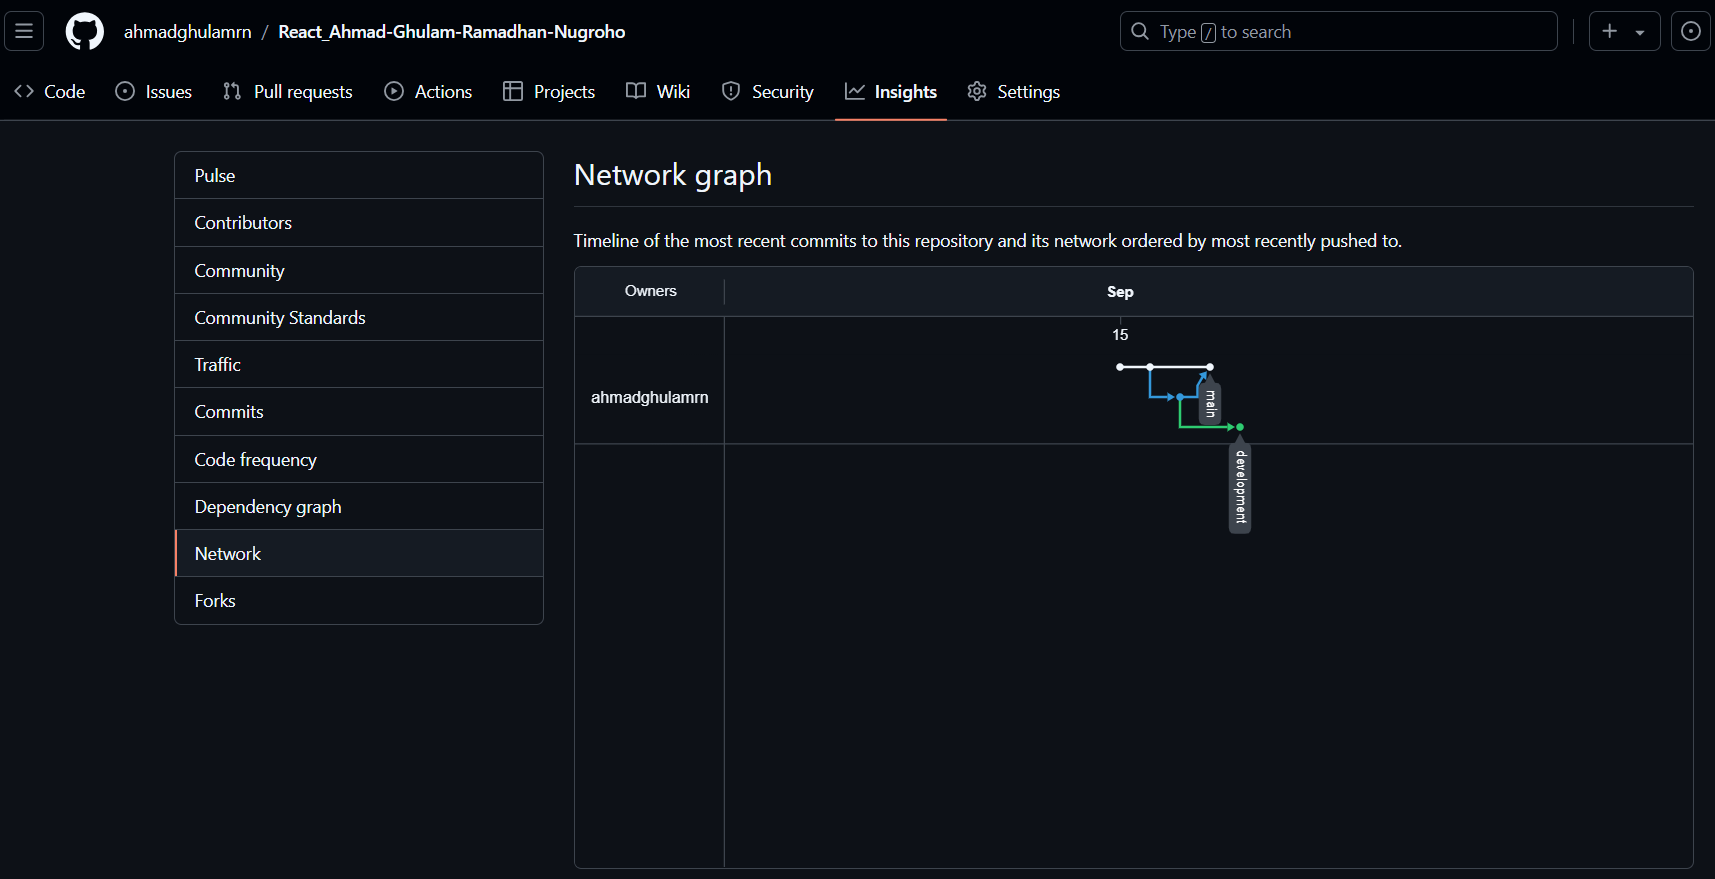 ahmadghulamrn / React_Ahmad-Ghulam-Ramadhan-Nugroho
Type / to search
Code Issues Pull requests Actions Projects Wiki Security Insights Settings
Pulse
Contributors
Community
Community Standards
Traffic
Commits
Code frequency
Dependency graph
Network
Forks
Network graph
Timeline of the most recent commits to this repository and its network ordered by most recently pushed to.
Owners
Sep
15
ahmadghulamrn
main
development